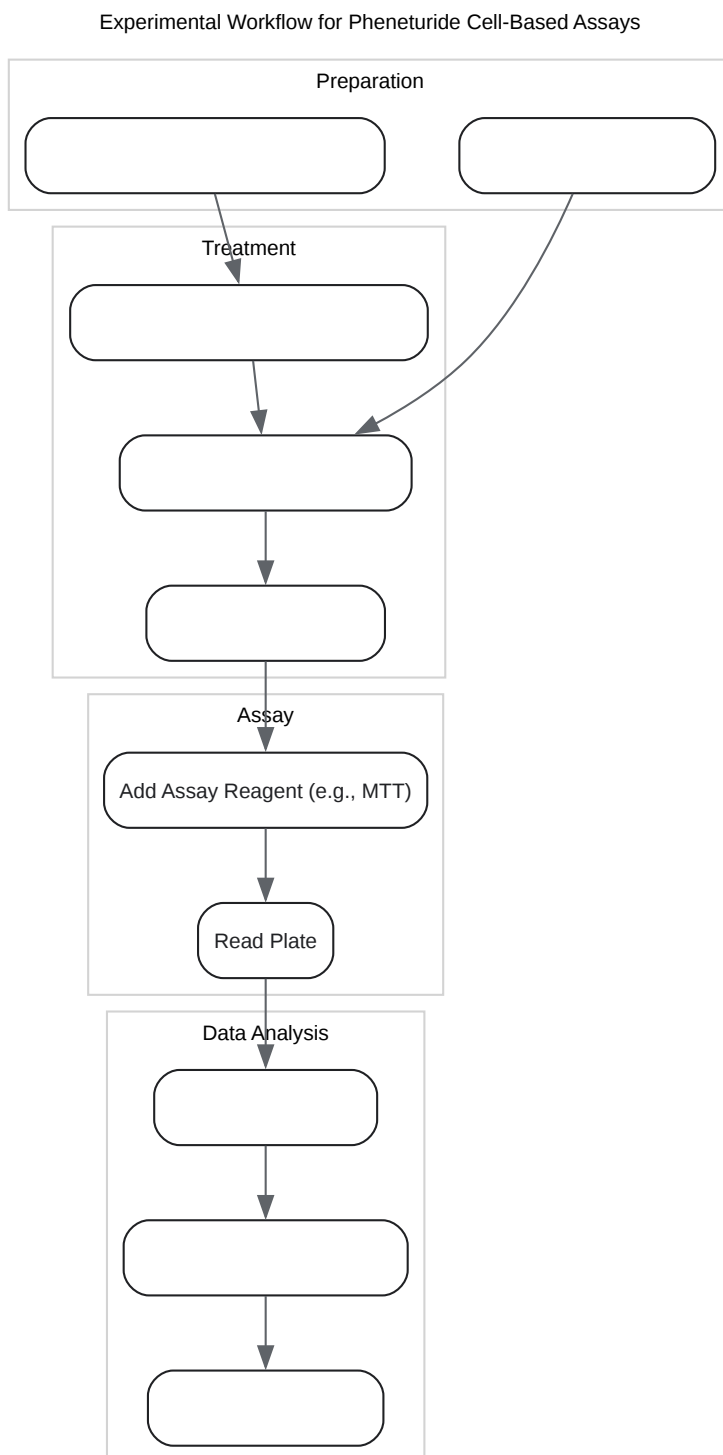 Experimental Workflow for Pheneturide Cell-Based Assays
Preparation
Treatment
Assay
Add Assay Reagent (e.g., MTT)
Read Plate
Data Analysis